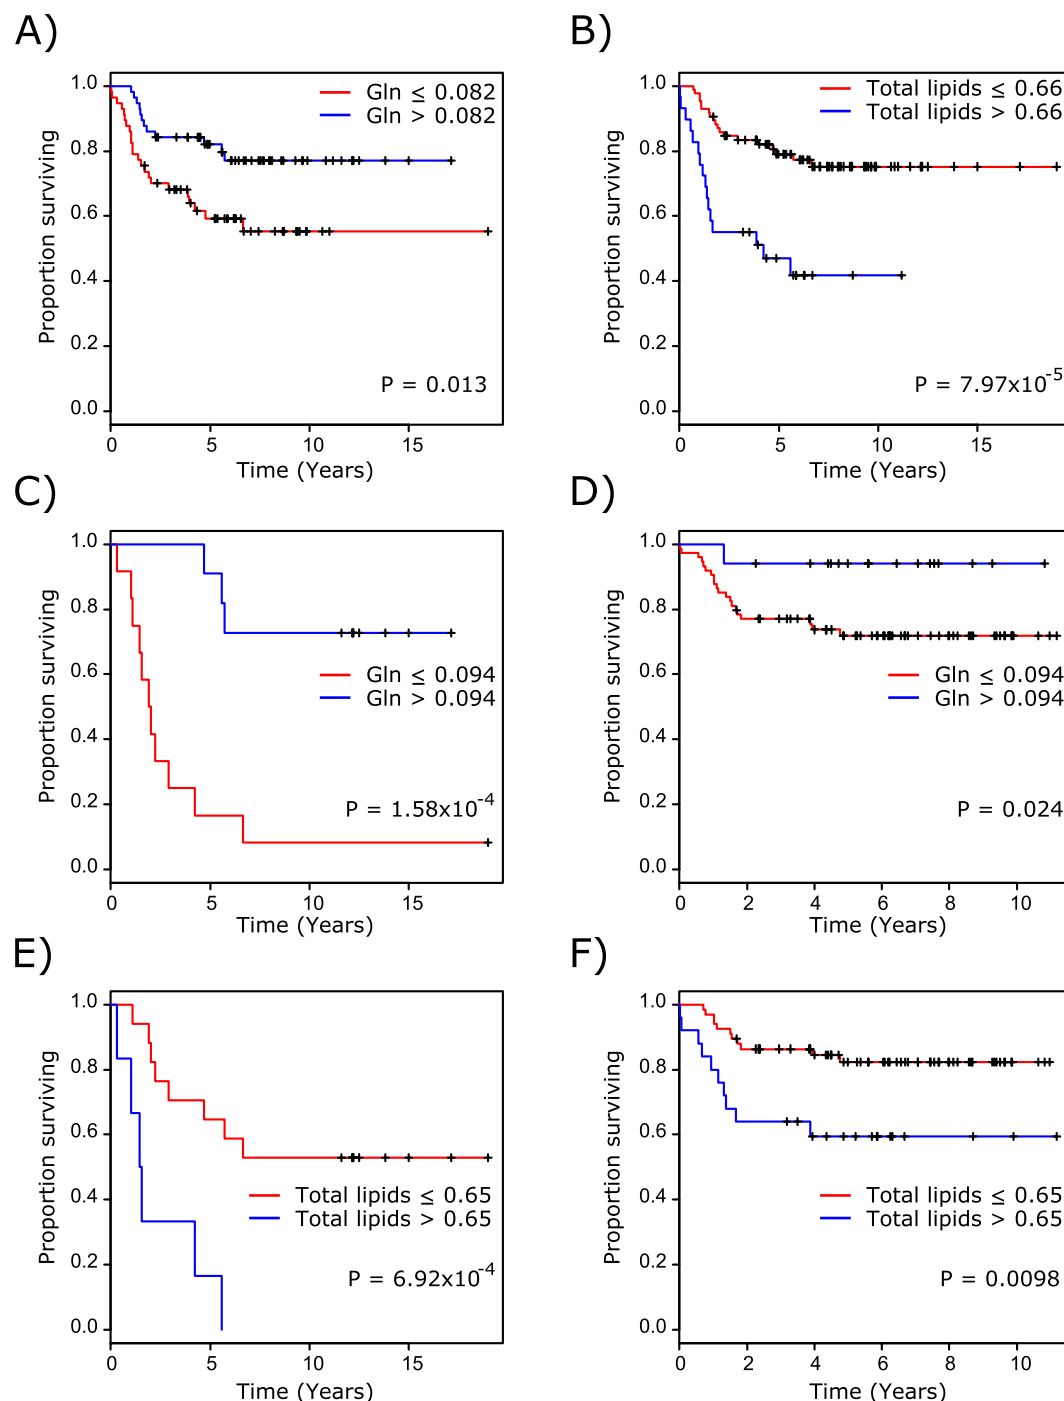 A)
Proportion surviving
1.0
0.8
0.6
0.4
0.2
0.0
Gln ≤ 0.082
Gln > 0.082
P = 0.013
0 5 10 15
Time (Years)
B)
Proportion surviving
1.0
0.8
0.6
0.4
0.2
0.0
Total lipids ≤ 0.66
Total lipids > 0.66
P = 7.97x10⁻⁵
0 5 10 15
Time (Years)
C)
Proportion surviving
1.0
0.8
0.6
0.4
0.2
0.0
Gln ≤ 0.094
Gln > 0.094
P = 1.58x10⁻⁴
0 5 10 15
Time (Years)
D)
Proportion surviving
1.0
0.8
0.6
0.4
0.2
0.0
Gln ≤ 0.094
Gln > 0.094
P = 0.024
0 2 4 6 8 10
Time (Years)
E)
Proportion surviving
1.0
0.8
0.6
0.4
0.2
0.0
Total lipids ≤ 0.65
Total lipids > 0.65
P = 6.92x10⁻⁴
0 5 10 15
Time (Years)
F)
Proportion surviving
1.0
0.8
0.6
0.4
0.2
0.0
Total lipids ≤ 0.65
Total lipids > 0.65
P = 0.0098
0 2 4 6 8 10
Time (Years)